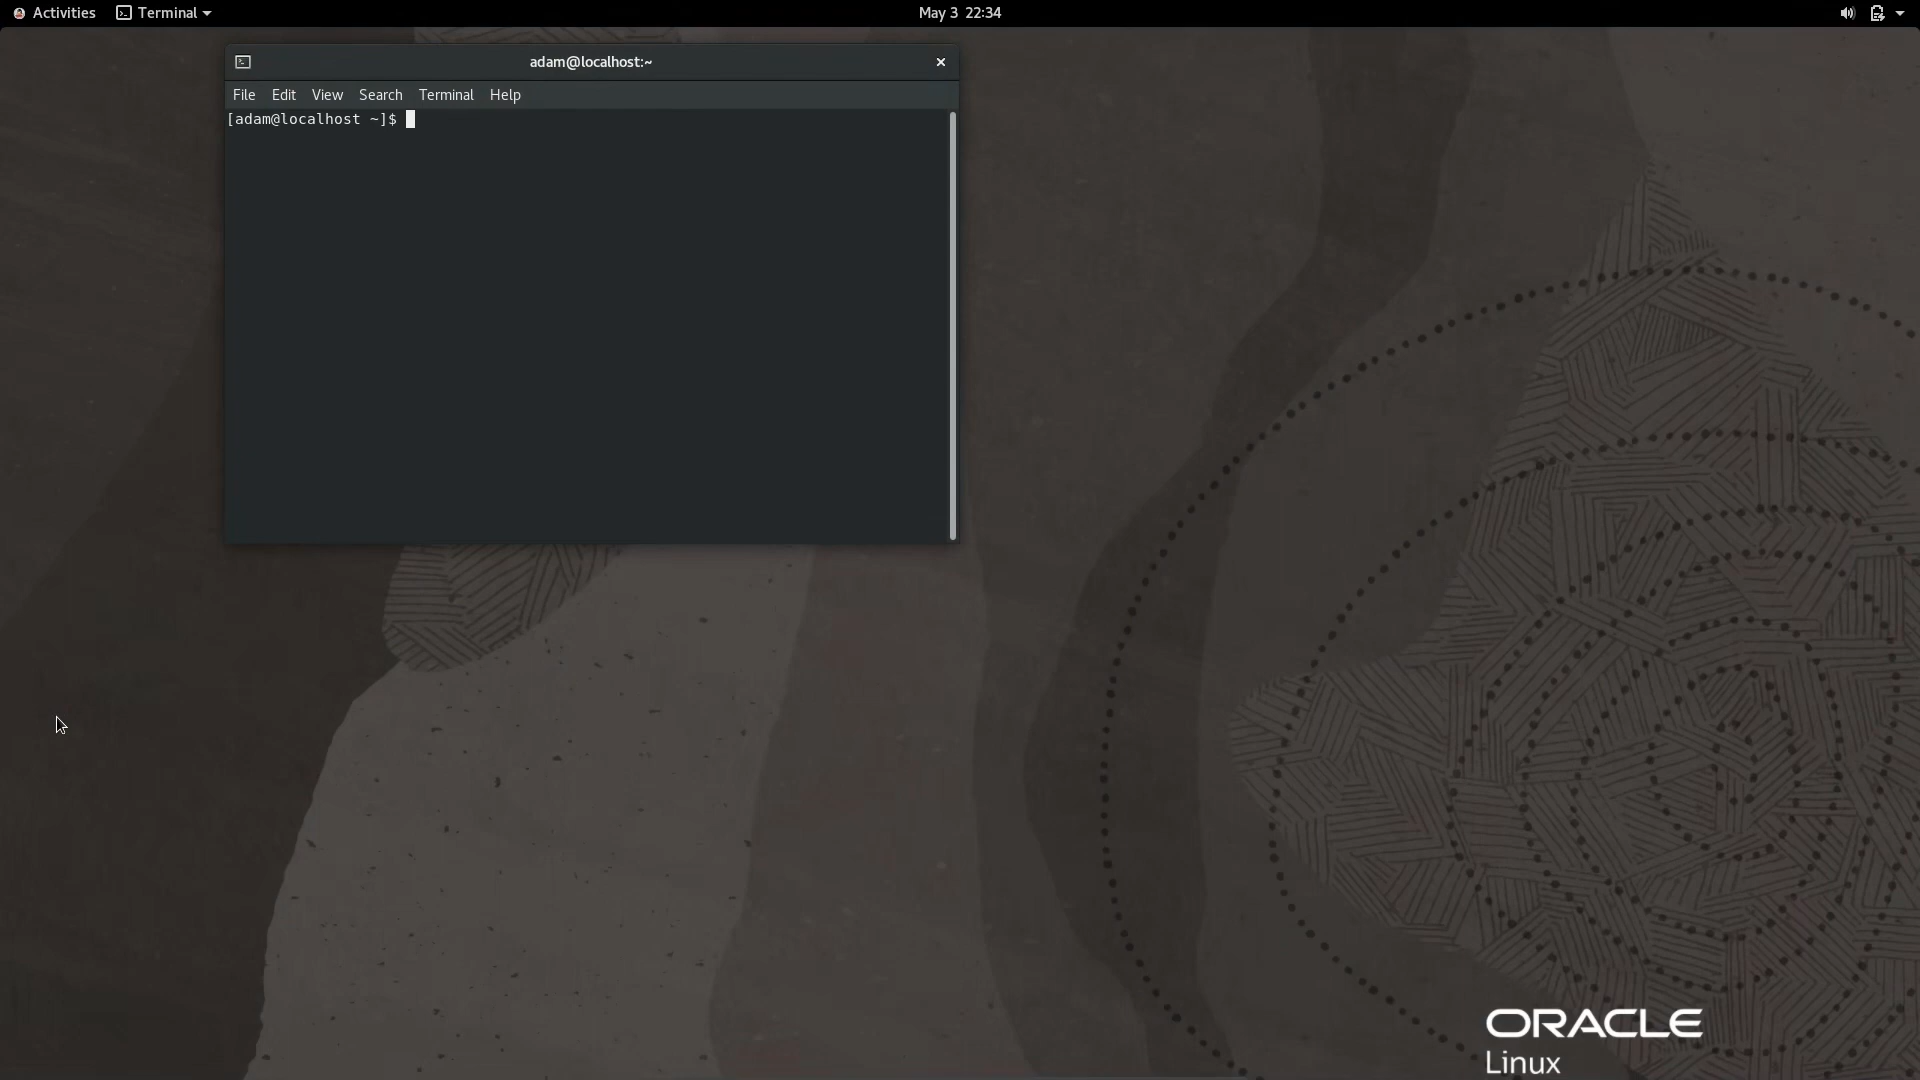 Activities
Terminal
May 3 22:34
adam@localhost:~
File Edit View Search Terminal Help
[adam@localhost ~]$
ORACLE
Linux